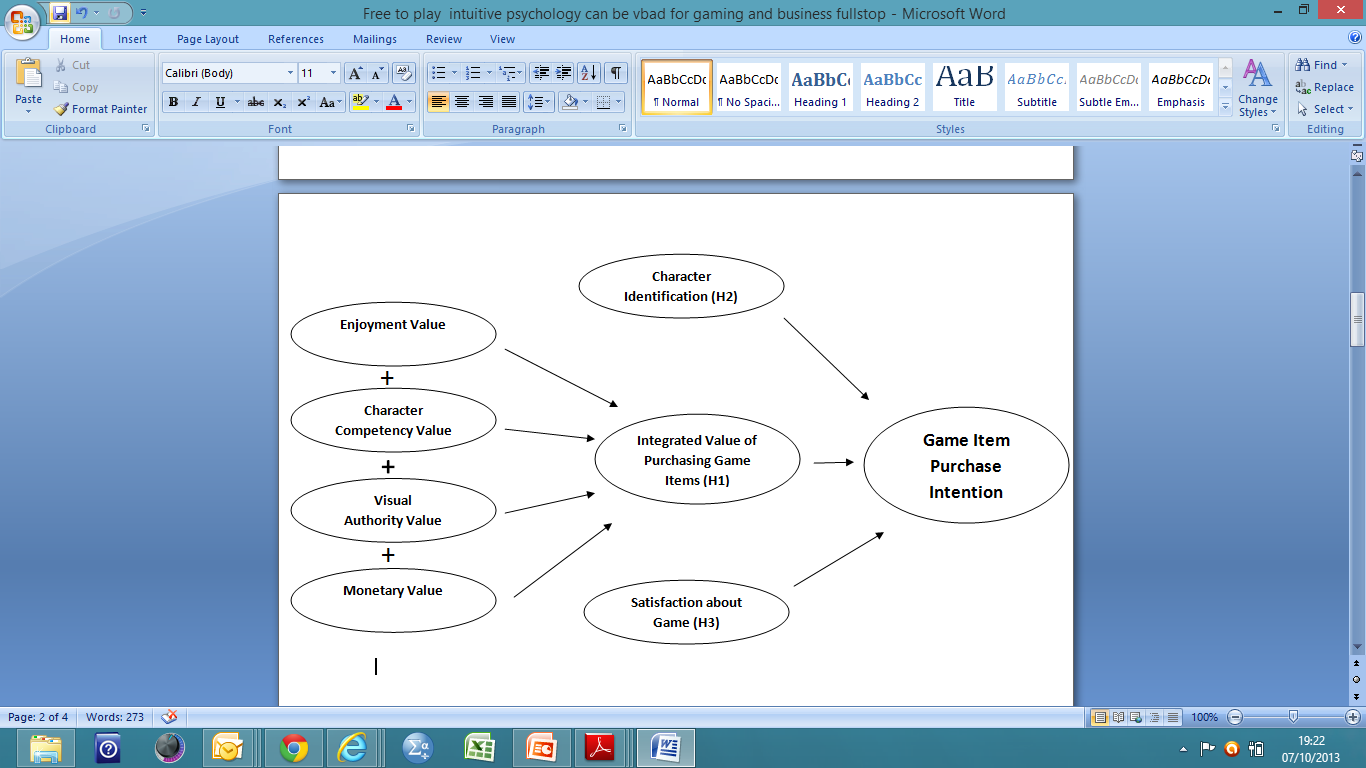 Free to play  intuitive psychology can be vbad for gaming and business fullstop - Microsoft Word
Home Insert Page Layout References Mailings Review View
Paste
Cut
Copy
Format Painter
Clipboard
Calibri (Body) 11
B I U abc x₂ x² Aa
Font
Paragraph
AaBbCcDc AaBbCcDc AaBbCc AaBbCc AaB AaBbCc. AaBbCcDc AaBbCcDc
¶ Normal ¶ No Spaci... Heading 1 Heading 2 Title Subtitle Subtle Em... Emphasis
Change
Styles
Styles
Find
Replace
Select
Editing
Character
Identification (H2)
Enjoyment Value
+
Character
Competency Value
+
Visual
Authority Value
+
Monetary Value
Integrated Value of
Purchasing Game
Items (H1)
Satisfaction about
Game (H3)
Game Item
Purchase
Intention
Page: 2 of 4 Words: 273 100%
19:22
07/10/2013